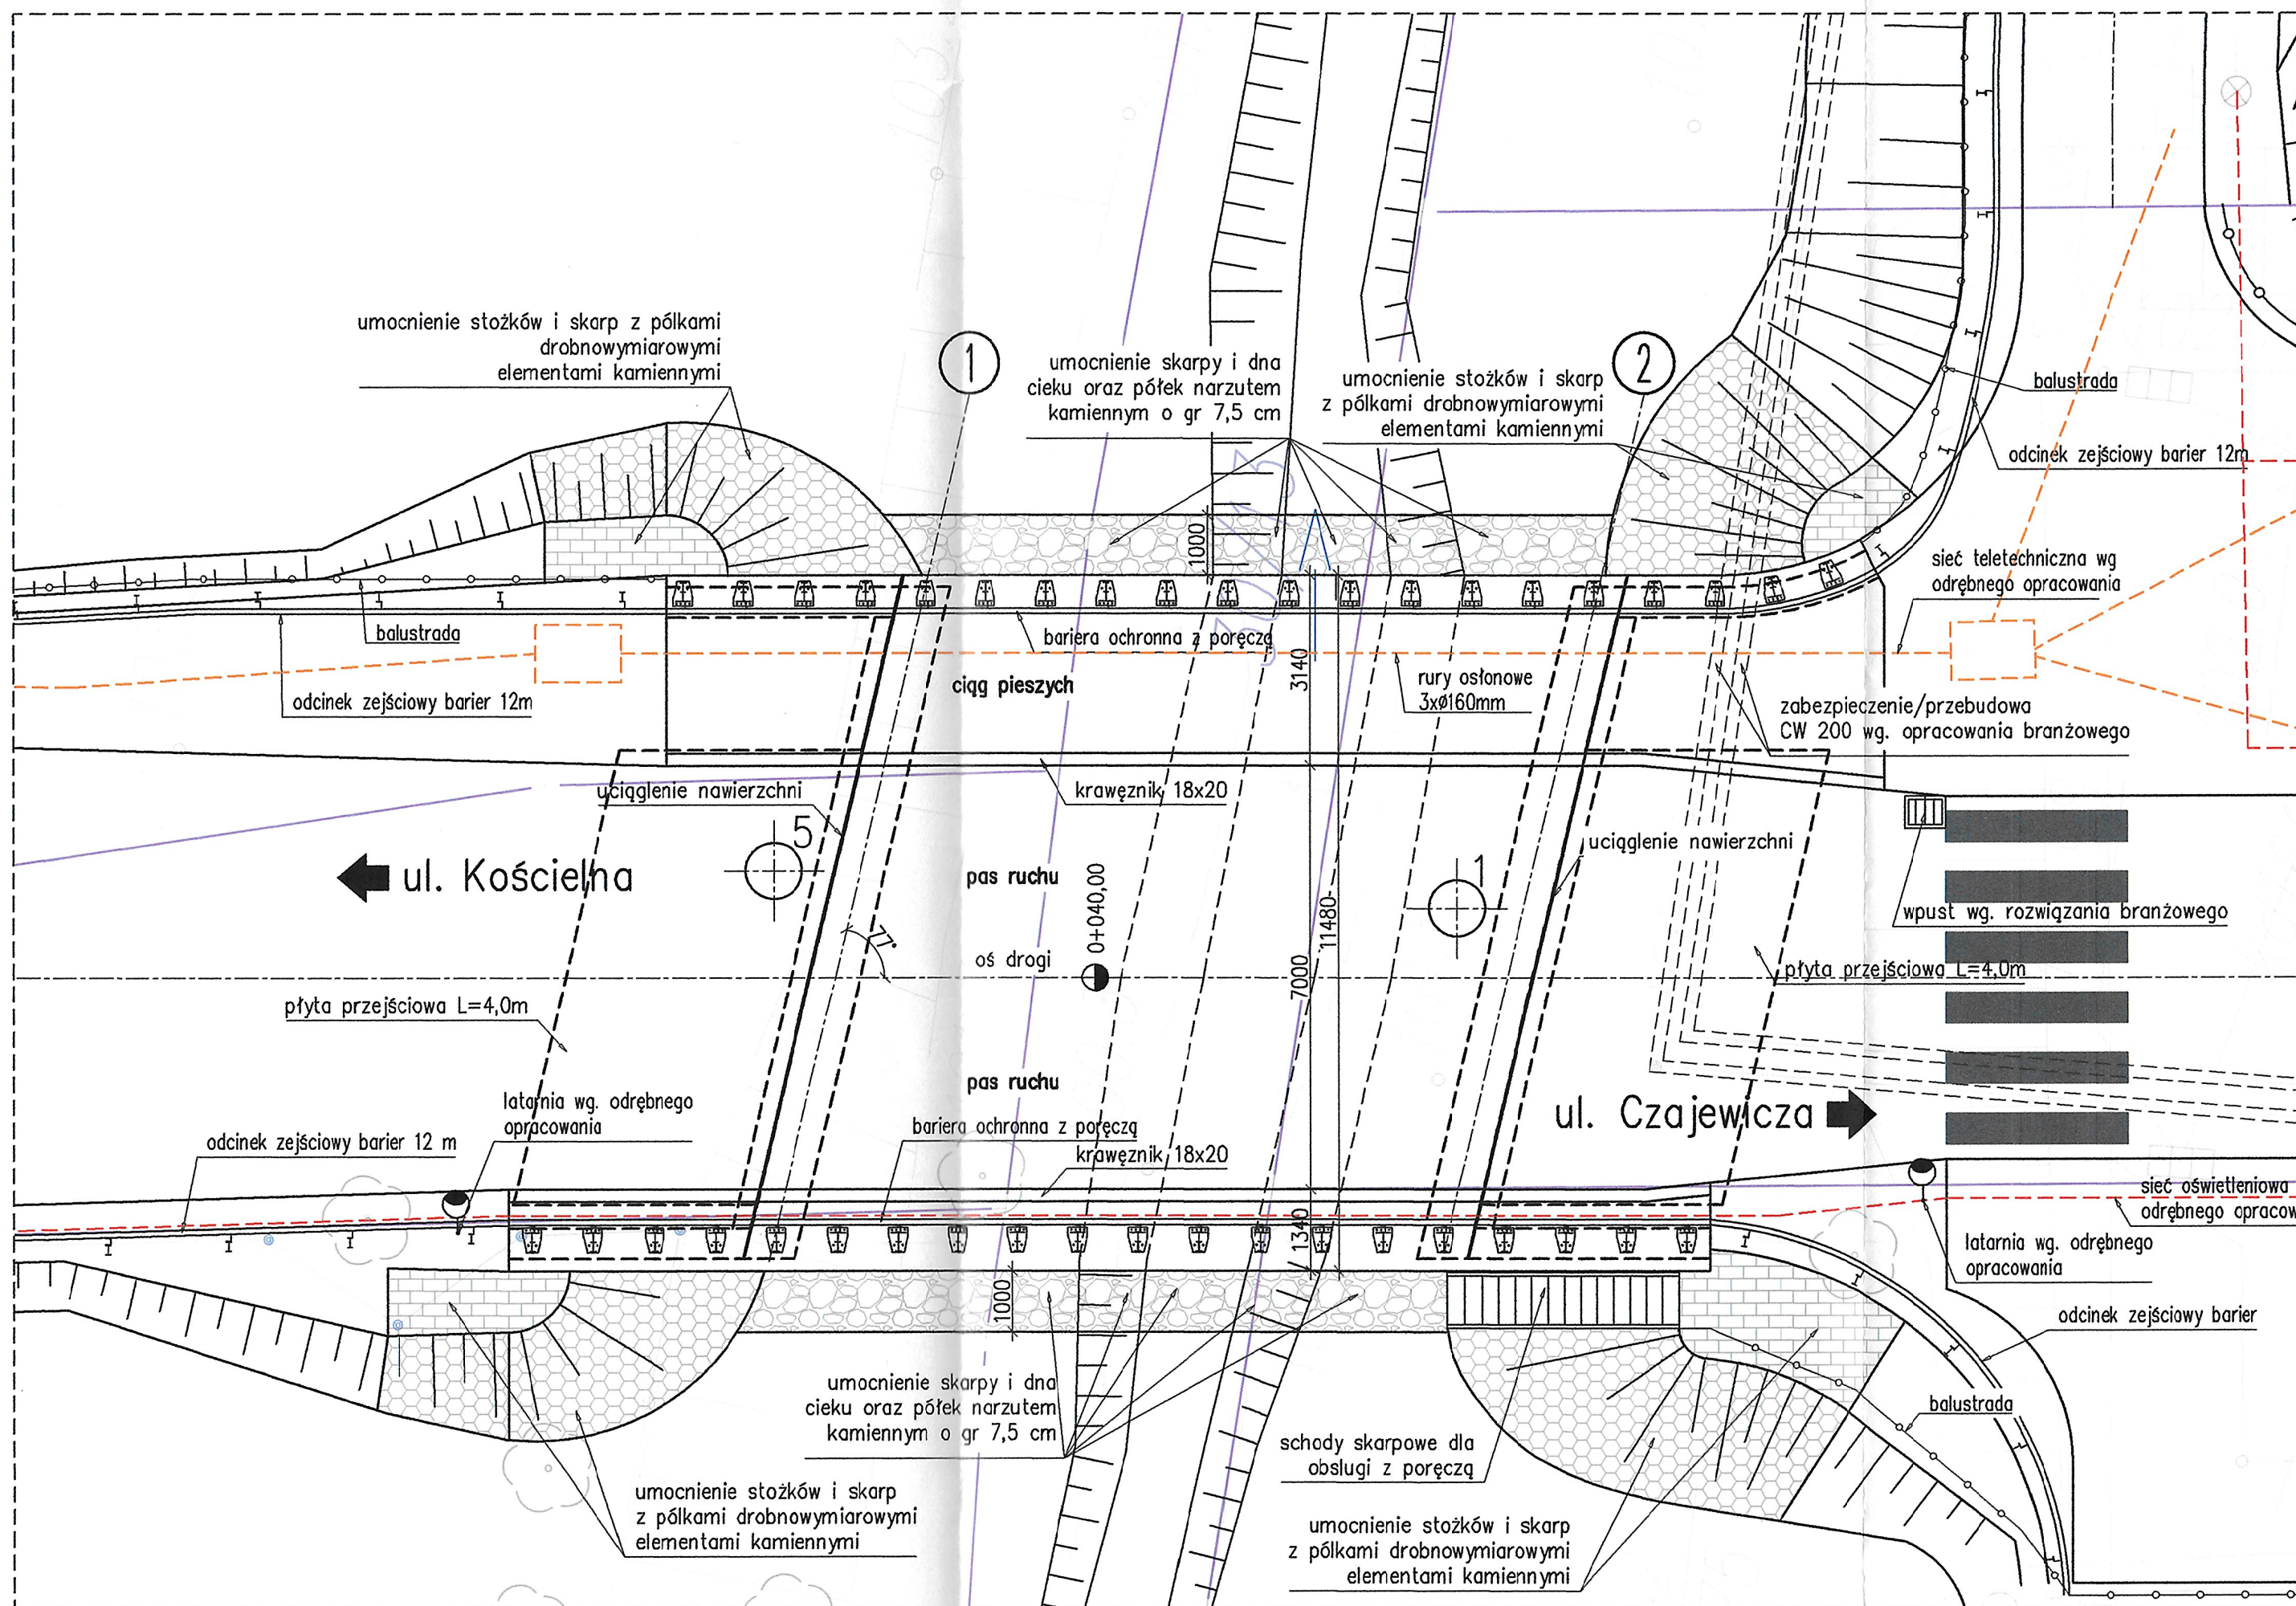 umocnienie stożków i skarp z pólkami
drobnowymiarowymi
elementami kamiennymi
1
umocnienie skarpy i dna
cieku oraz półek narzutem
kamiennym o gr 7,5 cm
umocnienie stożków i skarp
z pólkami drobnowymiarowymi
elementami kamiennymi
2
balustrada
odcinek zejściowy barier 12m
1000
sieć teletechniczna wg
odrębnego opracowania
balustrada
bariera ochronna z poręczą
odcinek zejściowy barier 12m
ciąg pieszych
3140
rury osłonowe
3xø160mm
zabezpieczenie/przebudowa
CW 200 wg. opracowania branżowego
uciąglenie nawierzchni
krawężnik 18x20
5
uciąglenie nawierzchni
ul. Kościelna
pas ruchu
0+040,00
11480
1
wpust wg. rozwiązania branżowego
77°
oś drogi
7000
płyta przejściowa L=4,0m
płyta przejściowa L=4,0m
pas ruchu
latarnia wg. odrębnego
opracowania
ul. Czajewicza
odcinek zejściowy barier 12 m
bariera ochronna z poręczą
krawężnik 18x20
sieć oświetleniowa
odrębnego opracow
1340
latarnia wg. odrębnego
opracowania
1000
odcinek zejściowy barier
umocnienie skarpy i dna
cieku oraz półek narzutem
kamiennym o gr 7,5 cm
balustrada
schody skarpowe dla
obslugi z poręczą
umocnienie stożków i skarp
z pólkami drobnowymiarowymi
elementami kamiennymi
umocnienie stożków i skarp
z pólkami drobnowymiarowymi
elementami kamiennymi